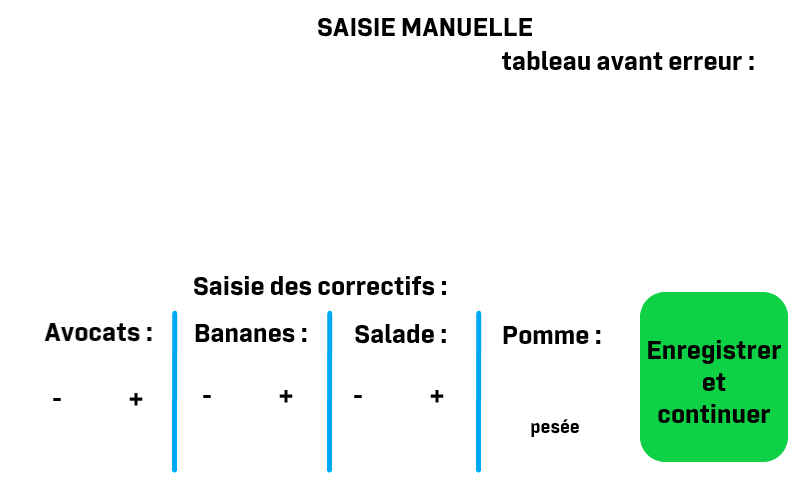 SAISIE MANUELLE
tableau avant erreur :
Saisie des correctifs :
Avocats :
- +
Bananes :
- +
Salade :
- +
Pomme :
pesée
Enregistrer
et
continuer